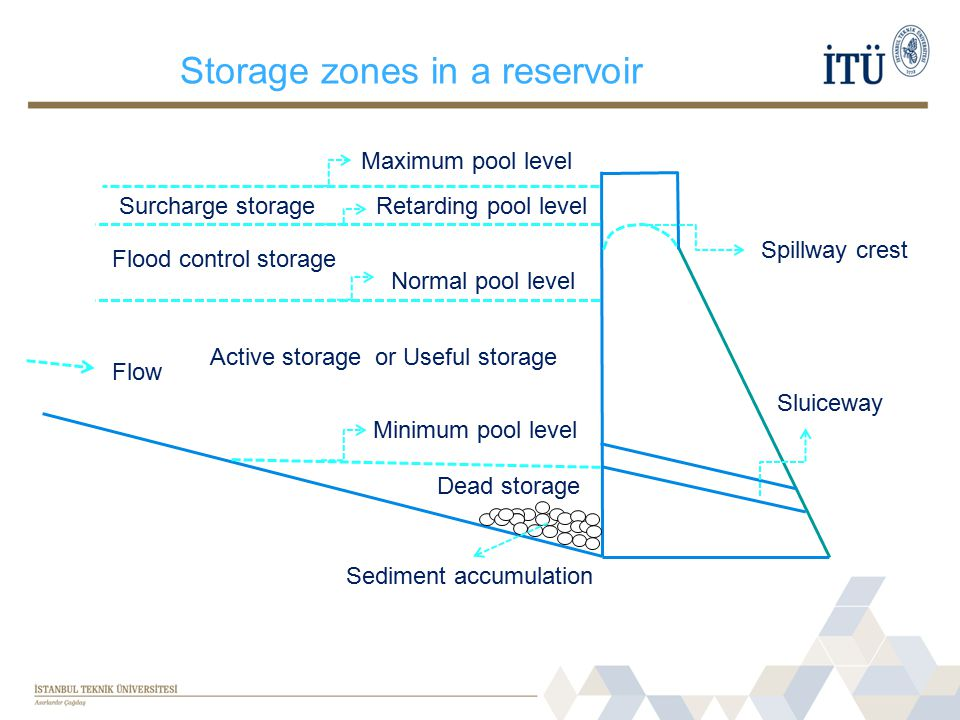 Storage zones in a reservoir
İTÜ
Maximum pool level
Surcharge storage
Retarding pool level
Spillway crest
Flood control storage
Normal pool level
Active storage or Useful storage
Flow
Sluiceway
Minimum pool level
Dead storage
Sediment accumulation
İSTANBUL TEKNİK ÜNİVERSİTESİ
Asırlardır Çağdaş